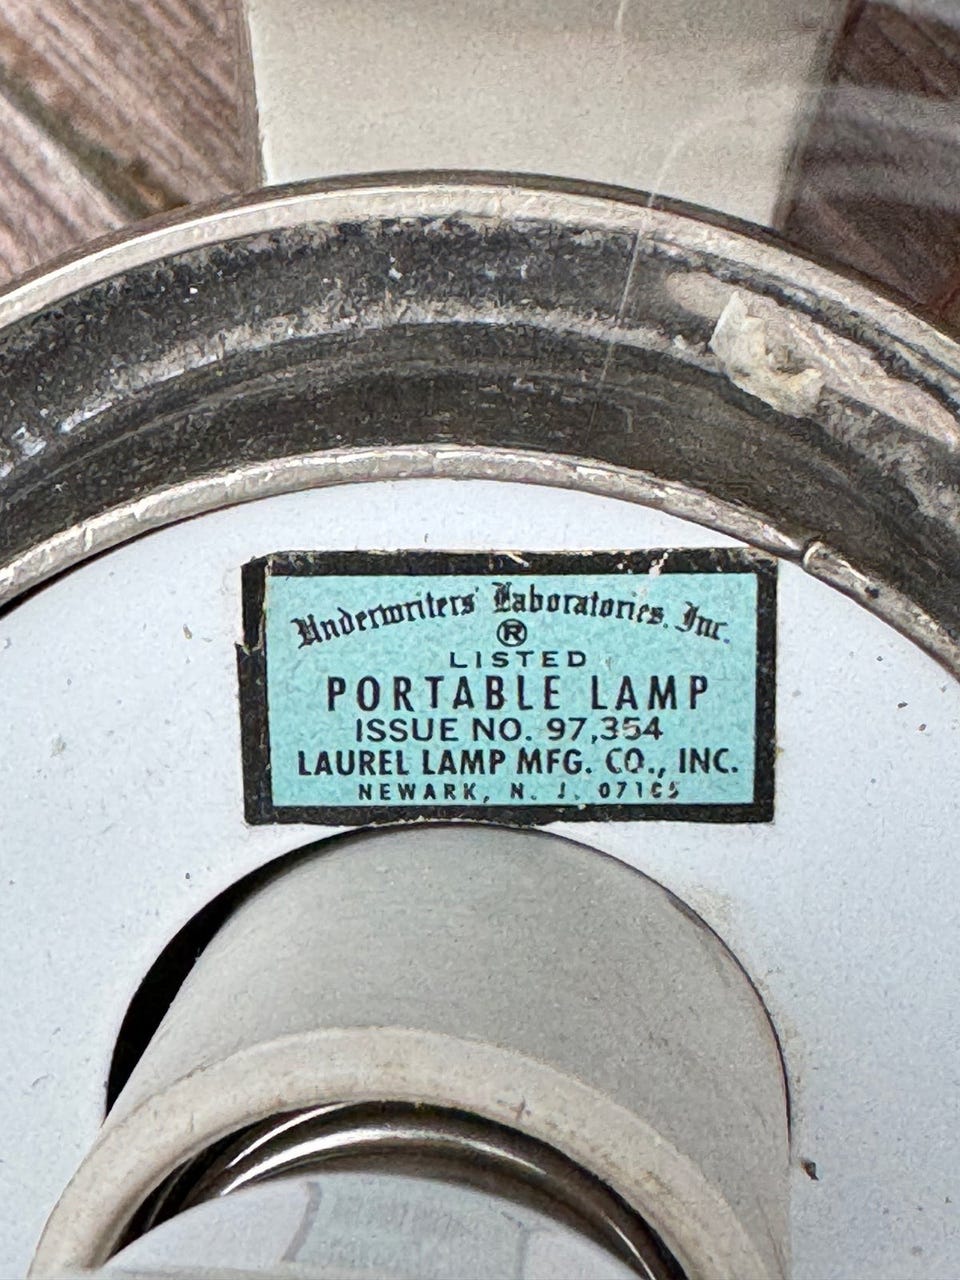 Underwriters' Laboratories, Inc.
®
LISTED
PORTABLE LAMP
ISSUE NO. 97,354
LAUREL LAMP MFG. CO., INC.
NEWARK, N. J. 07105